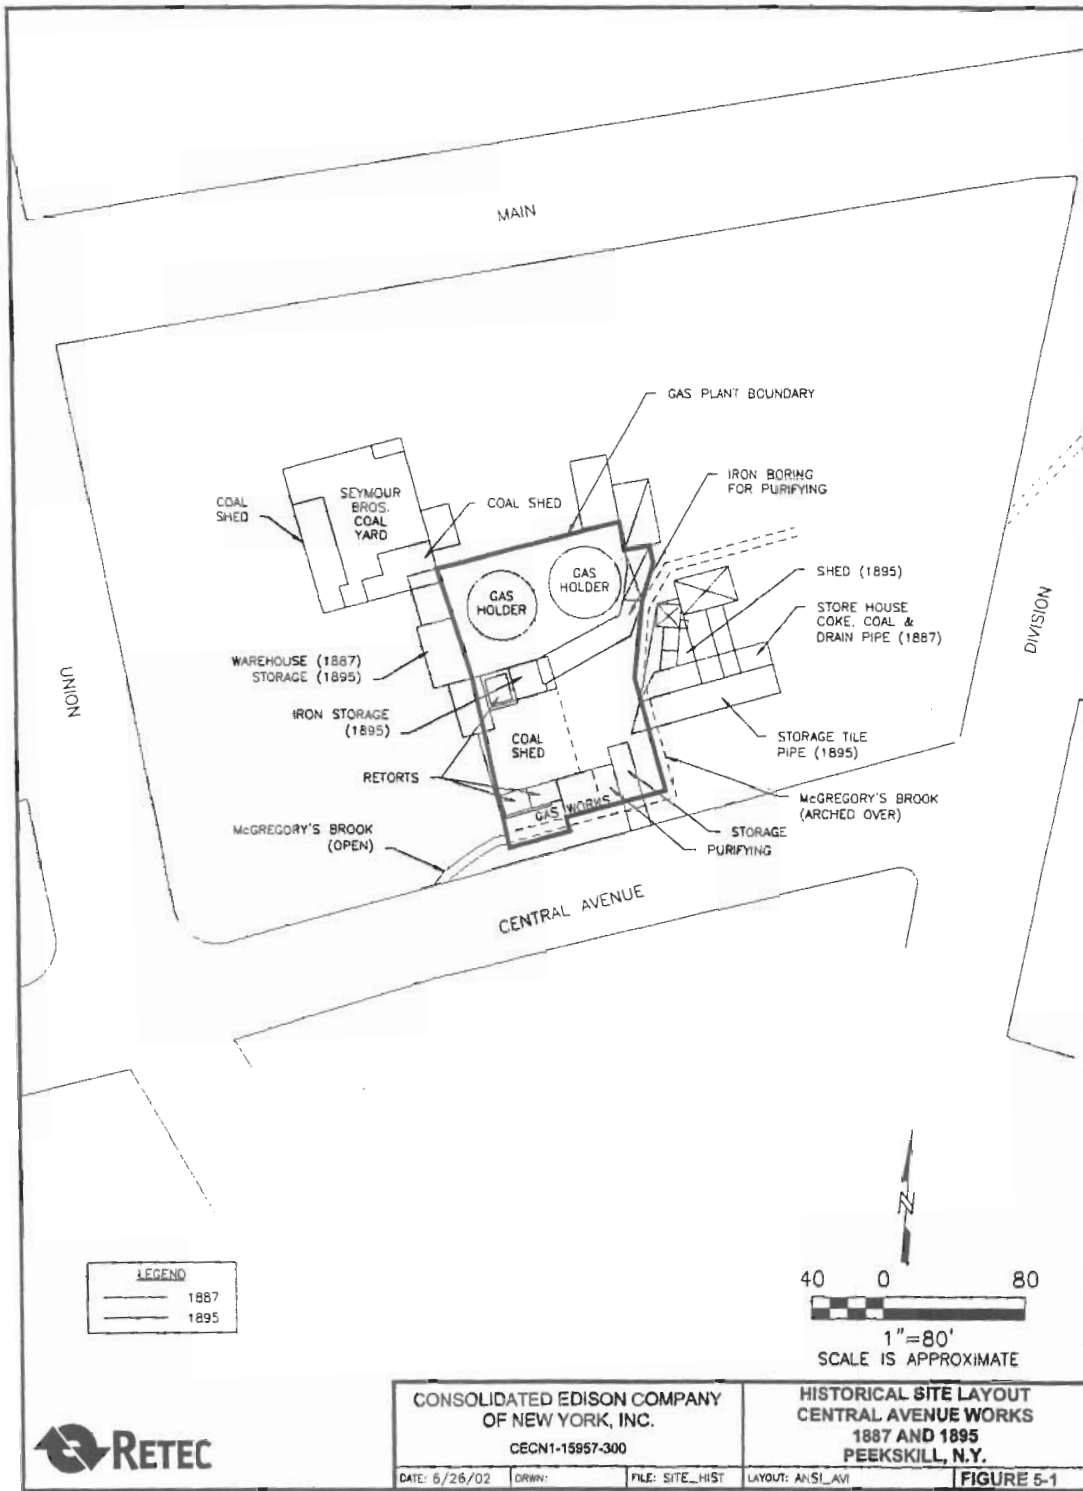 MAIN
GAS PLANT BOUNDARY
IRON BORING
FOR PURIFYING
COAL
SHED
SEYMOUR
BROS.
COAL
YARD
COAL SHED
GAS
HOLDER
GAS
HOLDER
SHED (1895)
STORE HOUSE
COKE, COAL &
DRAIN PIPE (1887)
DIVISION
UNION
WAREHOUSE (1887)
STORAGE (1895)
IRON STORAGE
(1895)
COAL
SHED
STORAGE TILE
PIPE (1895)
RETORTS
GAS WORKS
McGREGORY'S BROOK
(ARCHED OVER)
McGREGORY'S BROOK
(OPEN)
STORAGE
PURIFYING
CENTRAL AVENUE
N
LEGEND
1887
1895
40 0 80
1"=80'
SCALE IS APPROXIMATE
RETEC
CONSOLIDATED EDISON COMPANY
OF NEW YORK, INC.
CECN1-15957-300
HISTORICAL SITE LAYOUT
CENTRAL AVENUE WORKS
1887 AND 1895
PEEKSKILL, N.Y.
DATE: 6/26/02 DRWN: FILE: SITE_HIST LAYOUT: ANSI_AVI FIGURE 5-1